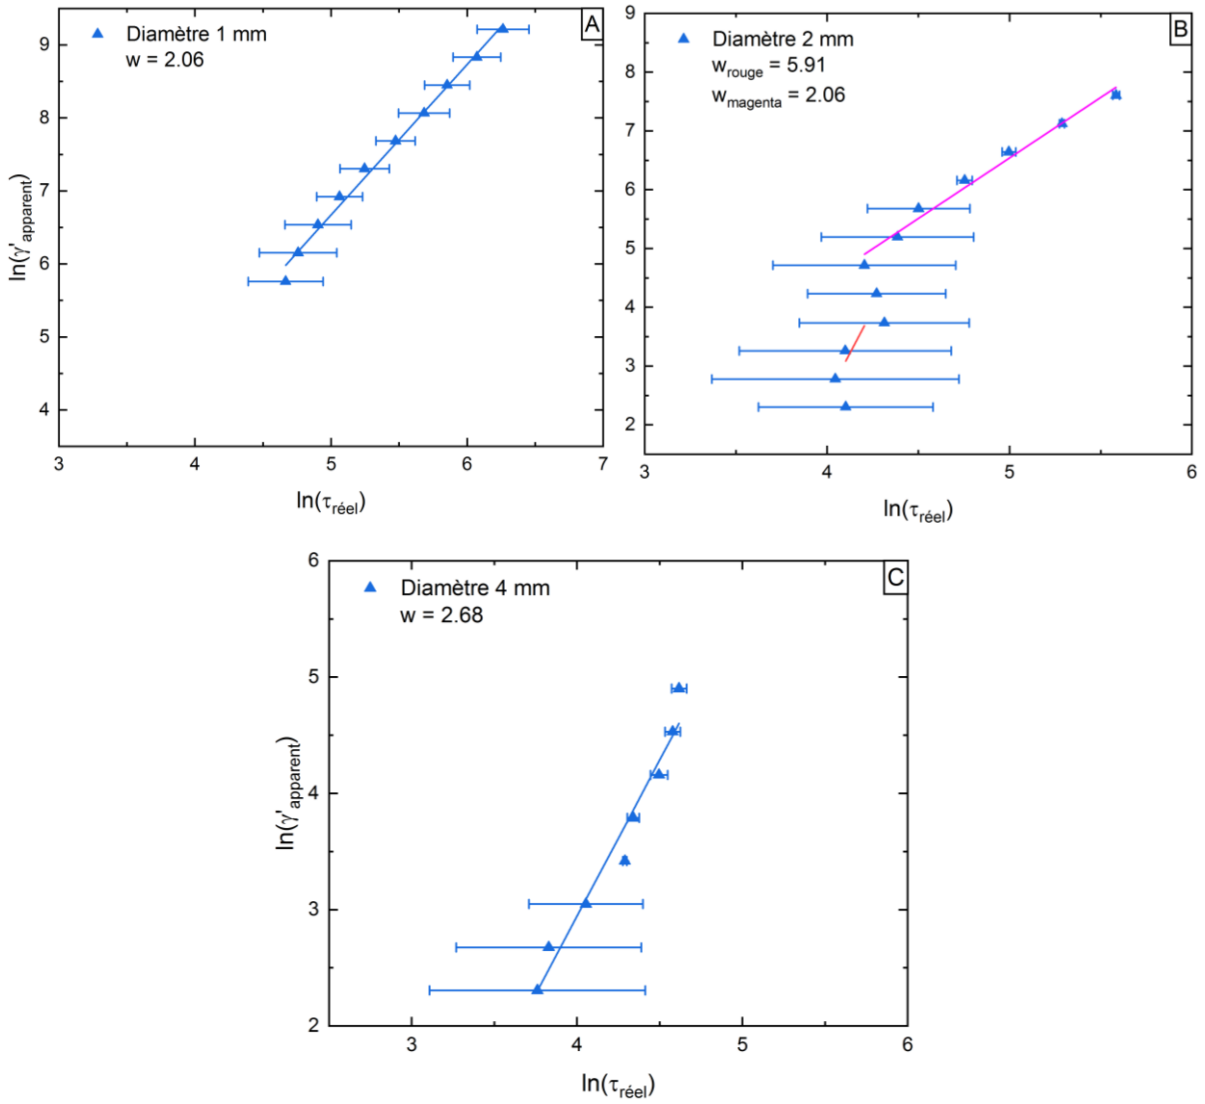 A
Diamètre 1 mm
w = 2.06
9
8
7
6
5
4
ln(γ'apparent)
3 4 5 6 7
ln(τréel)
B
Diamètre 2 mm
wrouge = 5.91
wmagenta = 2.06
9
8
7
6
5
4
3
2
3 4 5 6
ln(τréel)
C
Diamètre 4 mm
w = 2.68
6
5
4
3
2
ln(γ'apparent)
3 4 5 6
ln(τréel)